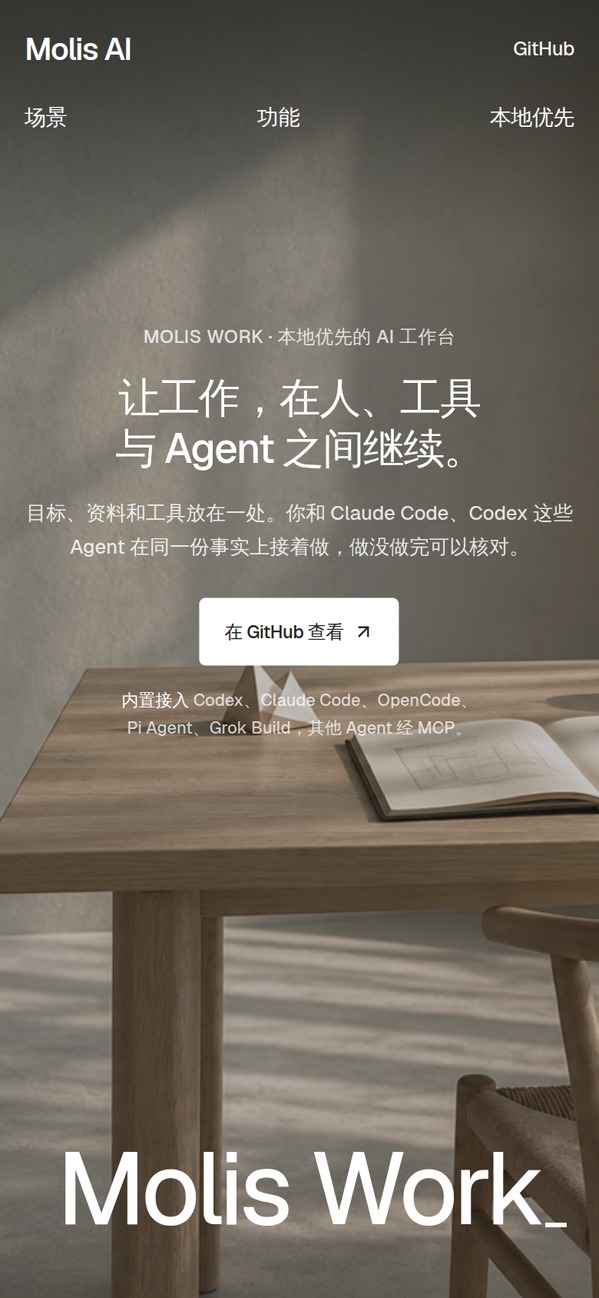 Molis AI
GitHub
场景
功能
本地优先
MOLIS WORK · 本地优先的 AI 工作台
让工作，在人、工具
与 Agent 之间继续。
目标、资料和工具放在一处。你和 Claude Code、Codex 这些
Agent 在同一份事实上接着做，做没做完可以核对。
在 GitHub 查看
内置接入 Codex、Claude Code、OpenCode、
Pi Agent、Grok Build，其他 Agent 经 MCP。
Molis Work_